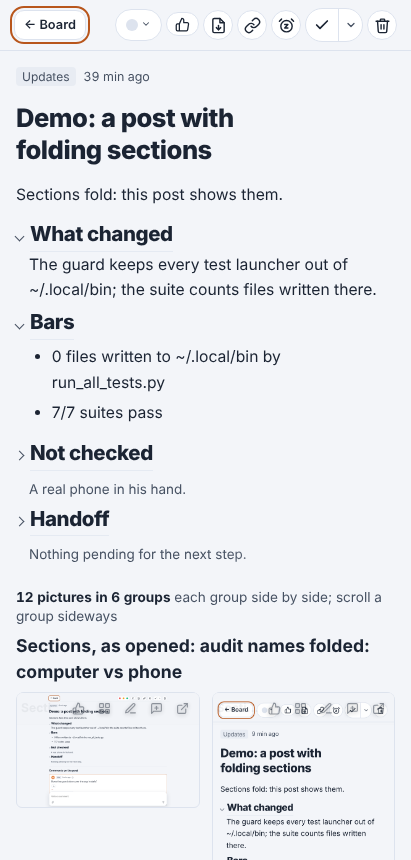 ← Board
Updates 39 min ago
Demo: a post with
folding sections
Sections fold: this post shows them.
What changed
The guard keeps every test launcher out of
~/.local/bin; the suite counts files written there.
Bars
• 0 files written to ~/.local/bin by
run_all_tests.py
• 7/7 suites pass
Not checked
A real phone in his hand.
Handoff
Nothing pending for the next step.
12 pictures in 6 groups each group side by side; scroll a
group sideways
Sections, as opened: audit names folded:
computer vs phone
← Board
Updates 9 min ago
Demo: a post with
folding sections
Sections fold: this post shows them.
What changed
The guard keeps every test launcher out of
~/.local/bin; the suite counts files written
there.
Bars